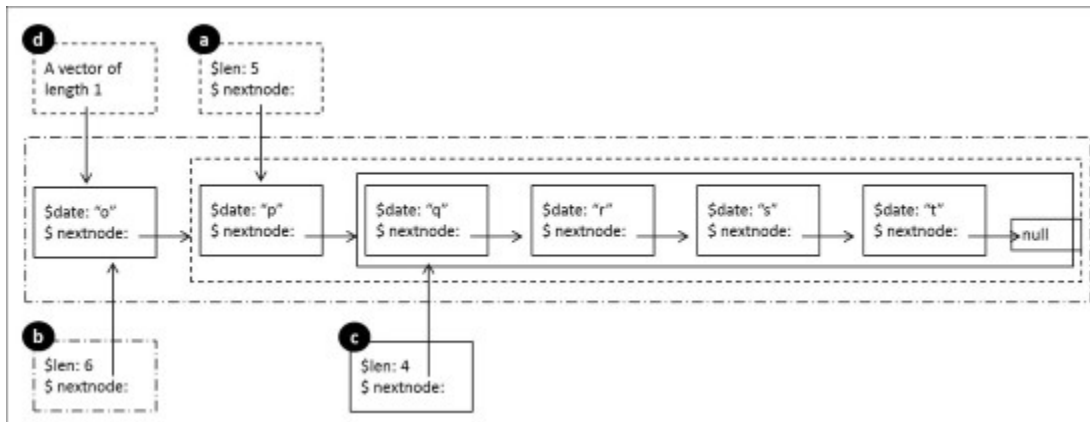 d
A vector of
length 1
a
$len: 5
$ nextnode:
$date: “o”
$ nextnode:
$date: “p”
$ nextnode:
$date: “q”
$ nextnode:
$date: “r”
$ nextnode:
$date: “s”
$ nextnode:
$date: “t”
$ nextnode:
null
b
$len: 6
$ nextnode:
c
$len: 4
$ nextnode: